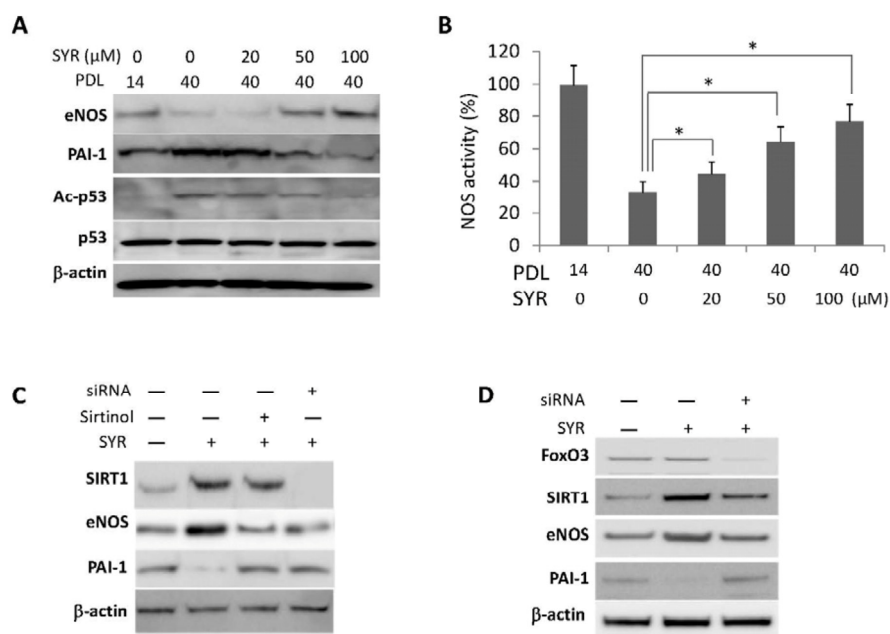 A
SYR (μM) 0 0 20 50 100
PDL 14 40 40 40 40
eNOS
PAI-1
Ac-p53
p53
β-actin
B
NOS activity (%)
120
100
80
60
40
20
0
* * *
PDL 14 40 40 40 40
SYR 0 0 20 50 100 (μM)
C
siRNA — — — +
Sirtinol — — + —
SYR — + + +
SIRT1
eNOS
PAI-1
β-actin
D
siRNA — — +
SYR — + +
FoxO3
SIRT1
eNOS
PAI-1
β-actin